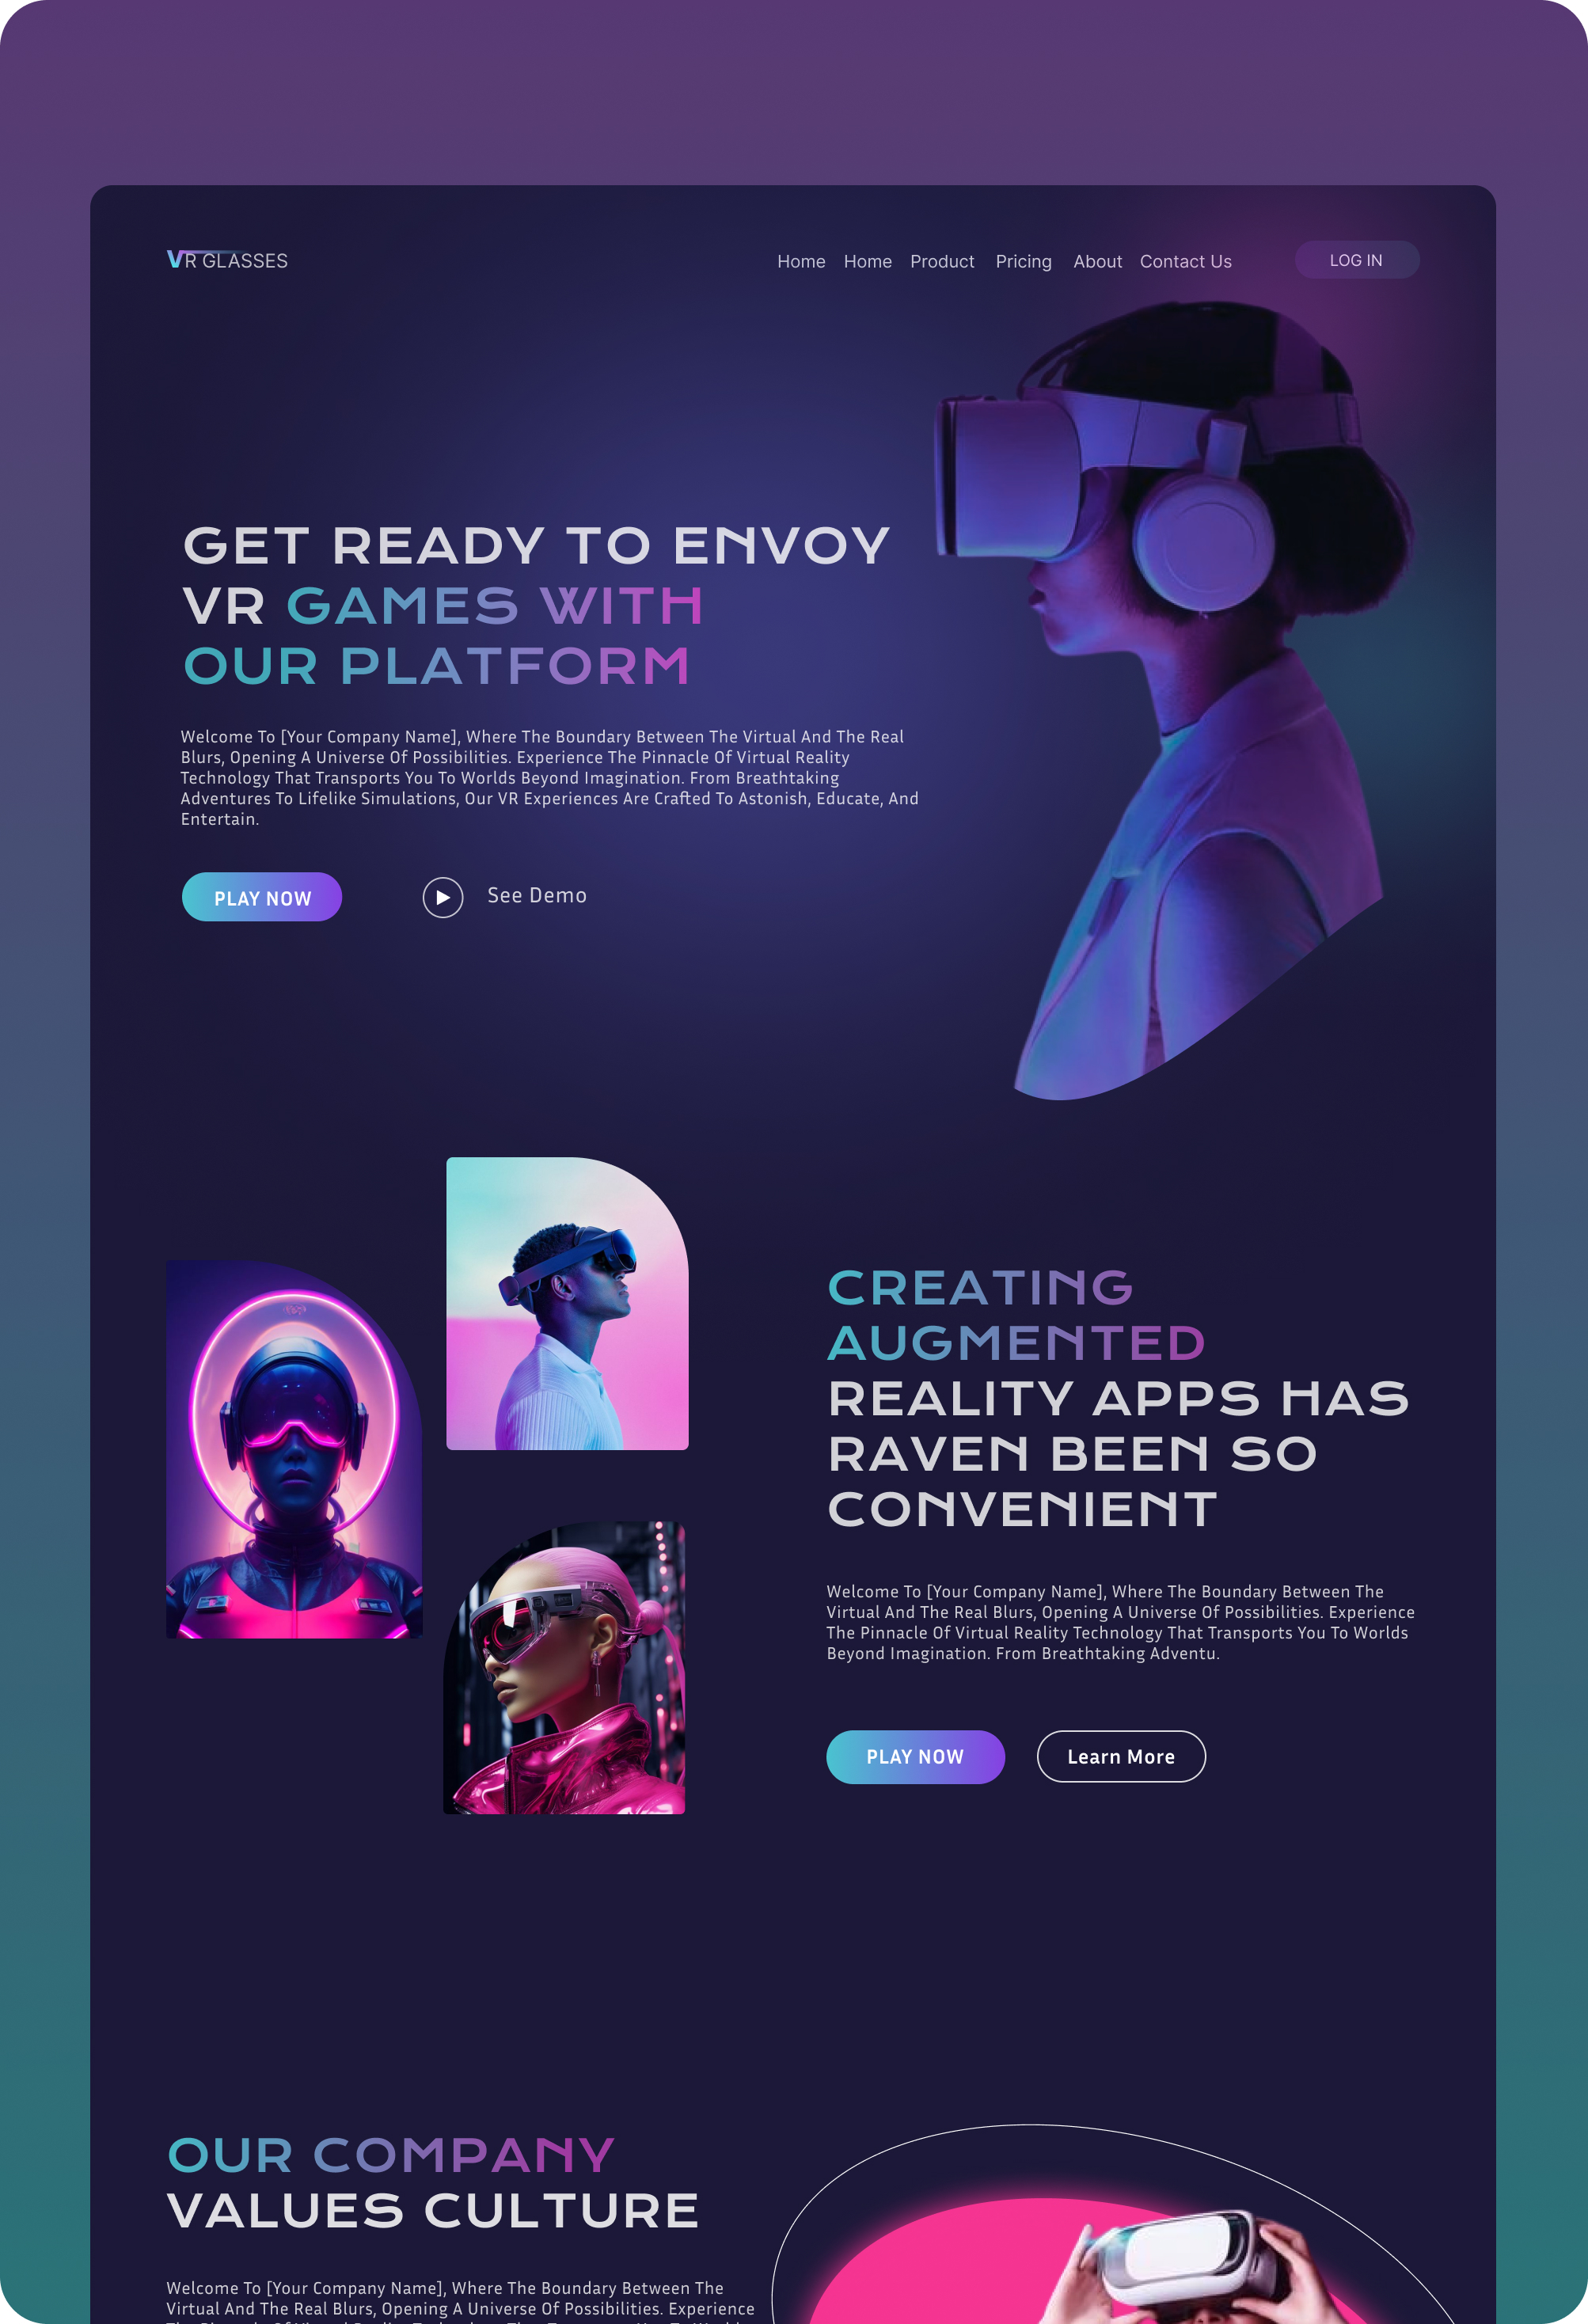 VR GLASSES
Home Home Product Pricing About Contact Us LOG IN
GET READY TO ENVOY
VR GAMES WITH
OUR PLATFORM
Welcome To [Your Company Name], Where The Boundary Between The Virtual And The Real
Blurs, Opening A Universe Of Possibilities. Experience The Pinnacle Of Virtual Reality
Technology That Transports You To Worlds Beyond Imagination. From Breathtaking
Adventures To Lifelike Simulations, Our VR Experiences Are Crafted To Astonish, Educate, And
Entertain.
PLAY NOW
See Demo
CREATING
AUGMENTED
REALITY APPS HAS
RAVEN BEEN SO
CONVENIENT
Welcome To [Your Company Name], Where The Boundary Between The
Virtual And The Real Blurs, Opening A Universe Of Possibilities. Experience
The Pinnacle Of Virtual Reality Technology That Transports You To Worlds
Beyond Imagination. From Breathtaking Adventu.
PLAY NOW
Learn More
OUR COMPANY
VALUES CULTURE
Welcome To [Your Company Name], Where The Boundary Between The
Virtual And The Real Blurs, Opening A Universe Of Possibilities. Experience